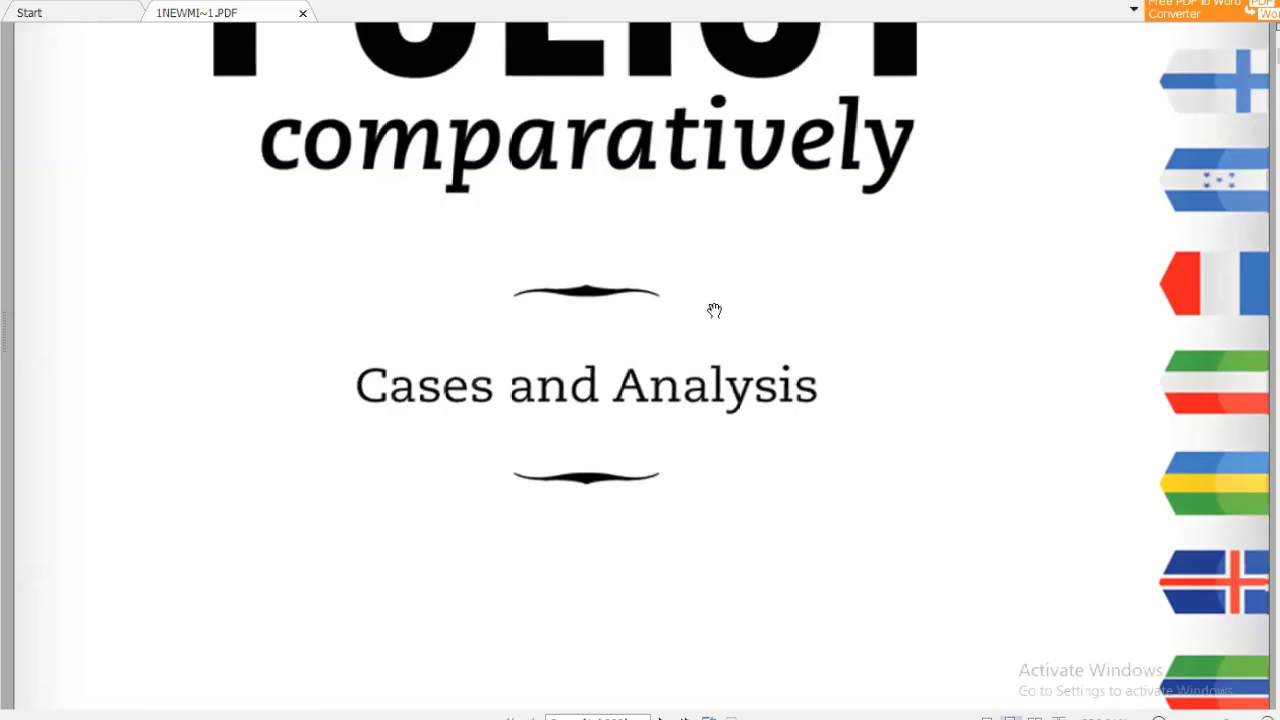 Start
1NEWMI~1.PDF
Free PDF to Word
Converter
POLICY
comparatively
Cases and Analysis
Activate Windows
Go to Settings to activate Windows.